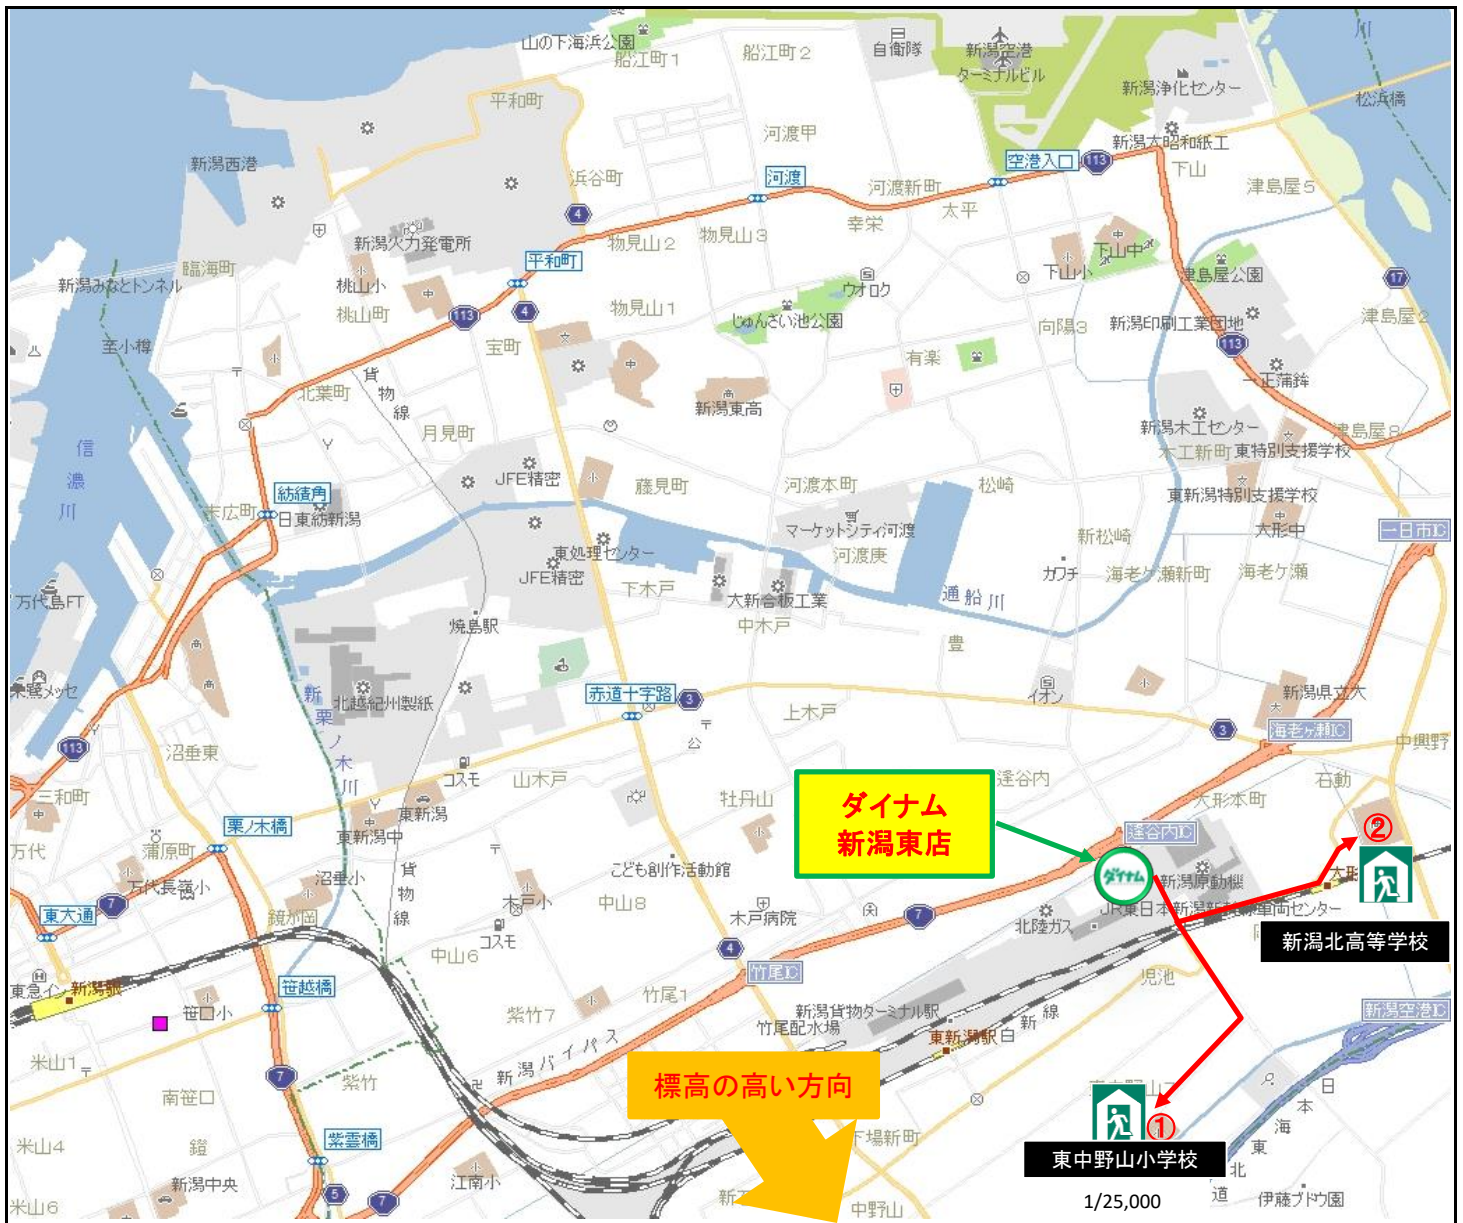 山の下海浜公園
船江町1
船江町2
自衛隊
新潟空港
ターミナルビル
新潟浄化センター
松浜橋
川
平和町
河渡甲
新潟大昭和紙工
新潟西港
浜谷町
河渡
河渡新町
空港入口
113
下山
津島屋5
4
太平
幸栄
物見山2
物見山3
新潟火力発電所
平和町
下山小
下山中
臨海町
新潟みなとトンネル
桃山小
ウオロク
津島屋公園
17
桃山町
113
4
物見山1
じゅんさい池公園
向陽3
新潟印刷工業団地
津島屋2
至小樽
宝町
113
有楽
北葉町
貨物線
新潟東高
一正蒲鉾
月見町
新潟木工センター
津島屋8
木工新町
東特別支援学校
信濃川
JFE精密
藤見町
河渡本町
松崎
東新潟特別支援学校
紡績角
末広町
日東紡新潟
マーケットシティ河渡
大形中
一日市IC
東処理センター
河渡庚
新松崎
JFE精密
カワチ
海老ケ瀬新町
海老ケ瀬
万代島FT
下木戸
大新合板工業
通船川
焼島駅
中木戸
豊
朱鷺メッセ
新栗ノ木川
北越紀州製紙
赤道十字路
3
イオン
新潟県立大
上木戸
113
沼垂東
公
3
海老ヶ瀬IC
中興野
コスモ
山木戸
逢谷内
石動
三和町
ダイナム
新潟東店
牡丹山
大形本町
東新潟
栗ノ木橋
東新潟中
逢谷内IC
②
万代
蒲原町
貨物線
こども創作活動館
ダイナム
新潟原動機
万代長嶺小
沼垂小
木戸小
中山8
木戸病院
7
東大通
7
鏡が岡
コスモ
北陸ガス
新潟北高等学校
中山6
4
竹尾IC
児池
東急イン
新潟駅
笹越橋
笹口小
竹尾1
新潟貨物ターミナル駅
新潟空港IC
紫竹7
竹尾配水場
白新線
東新潟駅
米山1
新潟バイパス
7
紫竹
標高の高い方向
南笹口
日本海東北道
①
米山4
鐙
紫雲橋
下場新町
東中野山小学校
新潟中央
江南小
1/25,000
米山6
5
7
中野山
伊藤ブドウ園